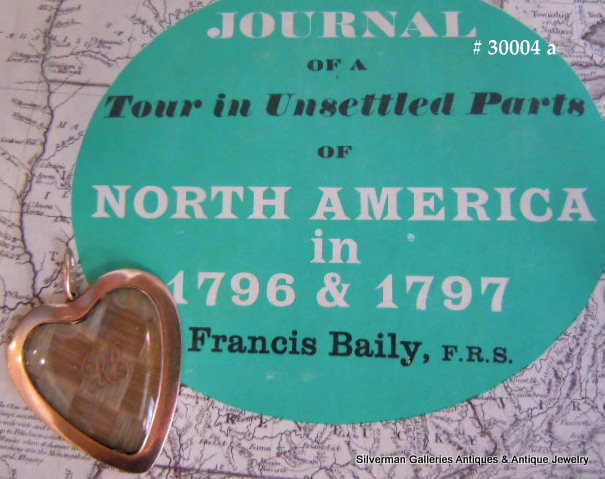 JOURNAL
# 30004 a
OF A
Tour in Unsettled Parts
OF
NORTH AMERICA
in
1796 & 1797
Francis Baily, F.R.S.
Silverman Galleries Antiques & Antique Jewelry